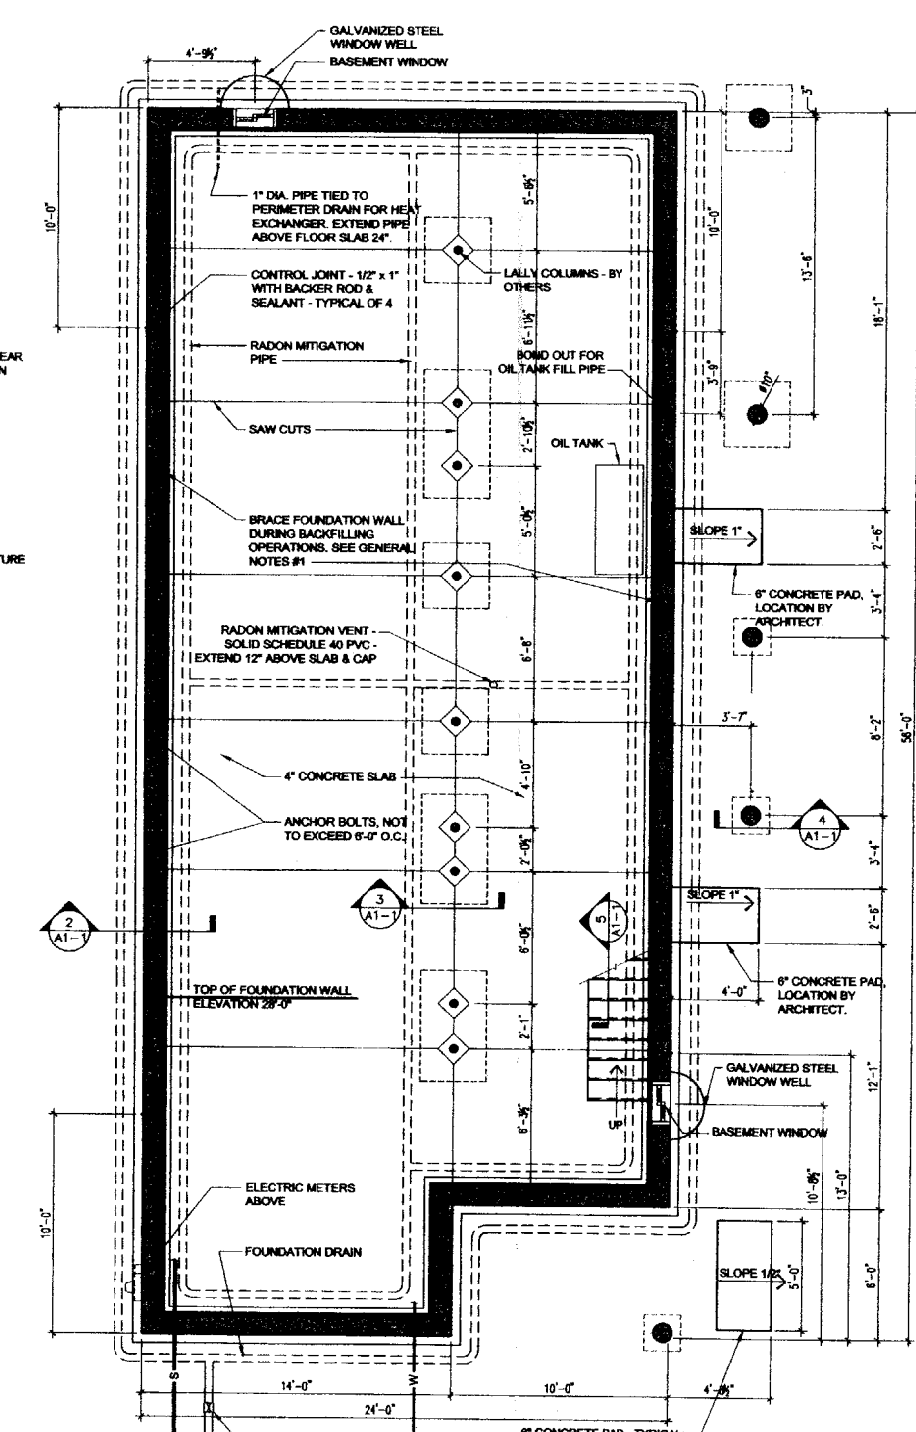 GALVANIZED STEEL
WINDOW WELL
BASEMENT WINDOW
4'-9½"
10'-0"
1" DIA. PIPE TIED TO
PERIMETER DRAIN FOR HEAT
EXCHANGER. EXTEND PIPE
ABOVE FLOOR SLAB 24".
5'-6½"
10'-0"
13'-6"
CONTROL JOINT - 1/2" x 1"
WITH BACKER ROD &
SEALANT - TYPICAL OF 4
LALLY COLUMNS - BY
OTHERS
6'-11½"
RADON MITIGATION
PIPE
BOND OUT FOR
OIL TANK FILL PIPE
3'-9"
EAR
N
SAW CUTS
2'-10½"
OIL TANK
BRACE FOUNDATION WALL
DURING BACKFILLING
OPERATIONS. SEE GENERAL
NOTES #1
5'-0½"
SLOPE 1"
2'-6"
TURE
6" CONCRETE PAD,
LOCATION BY
ARCHITECT
3'-4"
RADON MITIGATION VENT -
SOLID SCHEDULE 40 PVC -
EXTEND 12" ABOVE SLAB & CAP
6'-8"
3'-7"
8'-2"
56'-0"
4" CONCRETE SLAB
4'-10"
ANCHOR BOLTS, NOT
TO EXCEED 6'-0" O.C.
2'-0½"
4
A1-1
3'-4"
SLOPE 1"
2'-6"
2
A1-1
3
A1-1
5
A1-1
6'-0½"
TOP OF FOUNDATION WALL
ELEVATION 28'-0"
4'-0"
6" CONCRETE PAD,
LOCATION BY
ARCHITECT.
2'-1"
GALVANIZED STEEL
WINDOW WELL
12'-1"
6'-3½"
UP
BASEMENT WINDOW
10'-8½"
13'-0"
ELECTRIC METERS
ABOVE
10'-0"
FOUNDATION DRAIN
SLOPE 1/2"
5'-0"
6'-0"
S
W
14'-0"
10'-0"
24'-0"